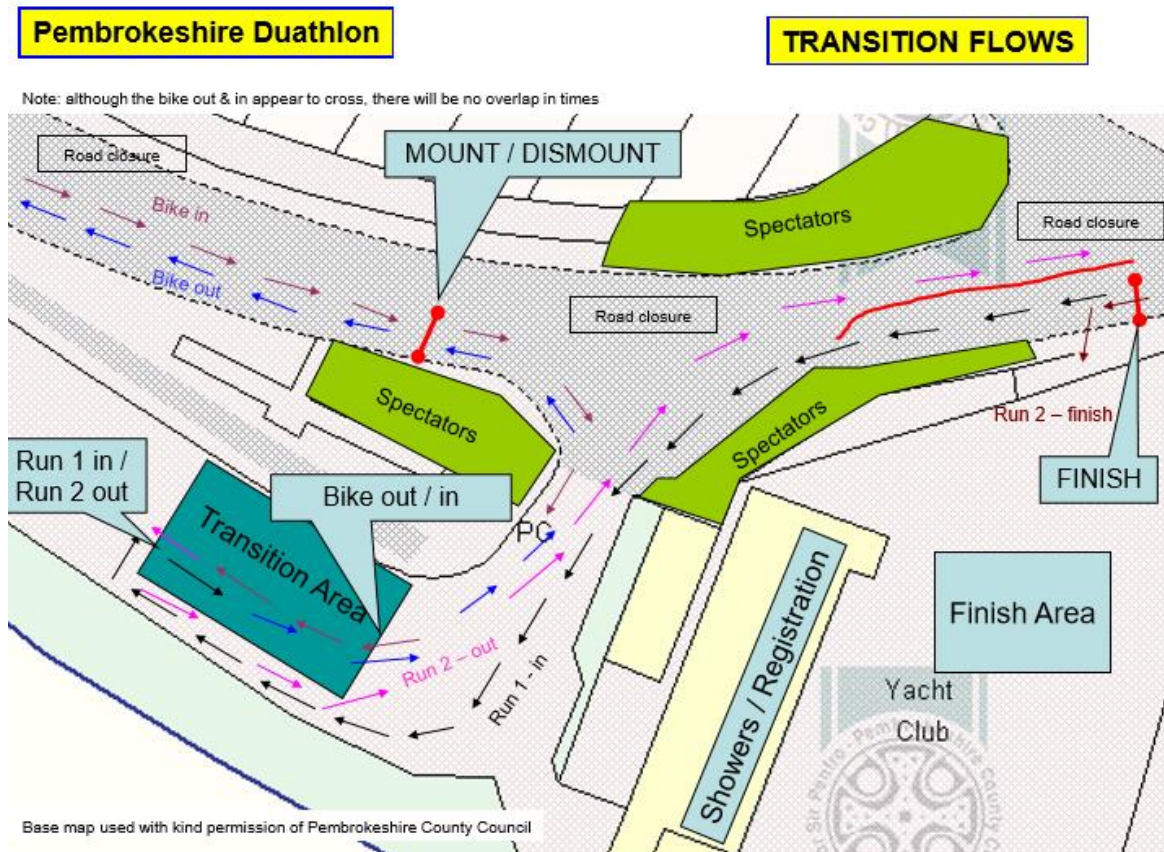 Pembrokeshire Duathlon
TRANSITION FLOWS
Note: although the bike out & in appear to cross, there will be no overlap in times
Road closure
MOUNT / DISMOUNT
Spectators
Road closure
Bike in
Bike out
Road closure
Spectators
Spectators
Run 2 – finish
FINISH
Run 1 in /
Run 2 out
Bike out / in
PC
Transition Area
Showers / Registration
Finish Area
Run 2 – out
Run 1 - in
Yacht
Club
Base map used with kind permission of Pembrokeshire County Council